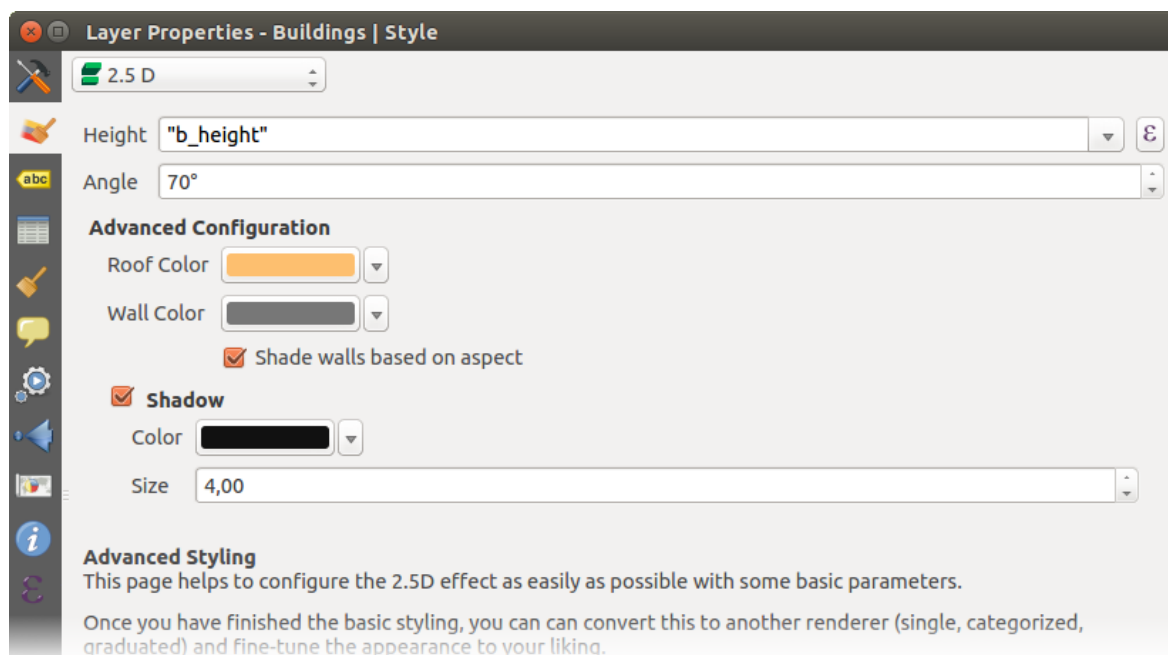 Layer Properties - Buildings | Style
2.5 D
Height "b_height" ε
abc
Angle 70°
Advanced Configuration
Roof Color
Wall Color
Shade walls based on aspect
Shadow
Color
Size 4,00
i
Advanced Styling
This page helps to configure the 2.5D effect as easily as possible with some basic parameters.
ε
Once you have finished the basic styling, you can can convert this to another renderer (single, categorized,
graduated) and fine-tune the appearance to your liking.